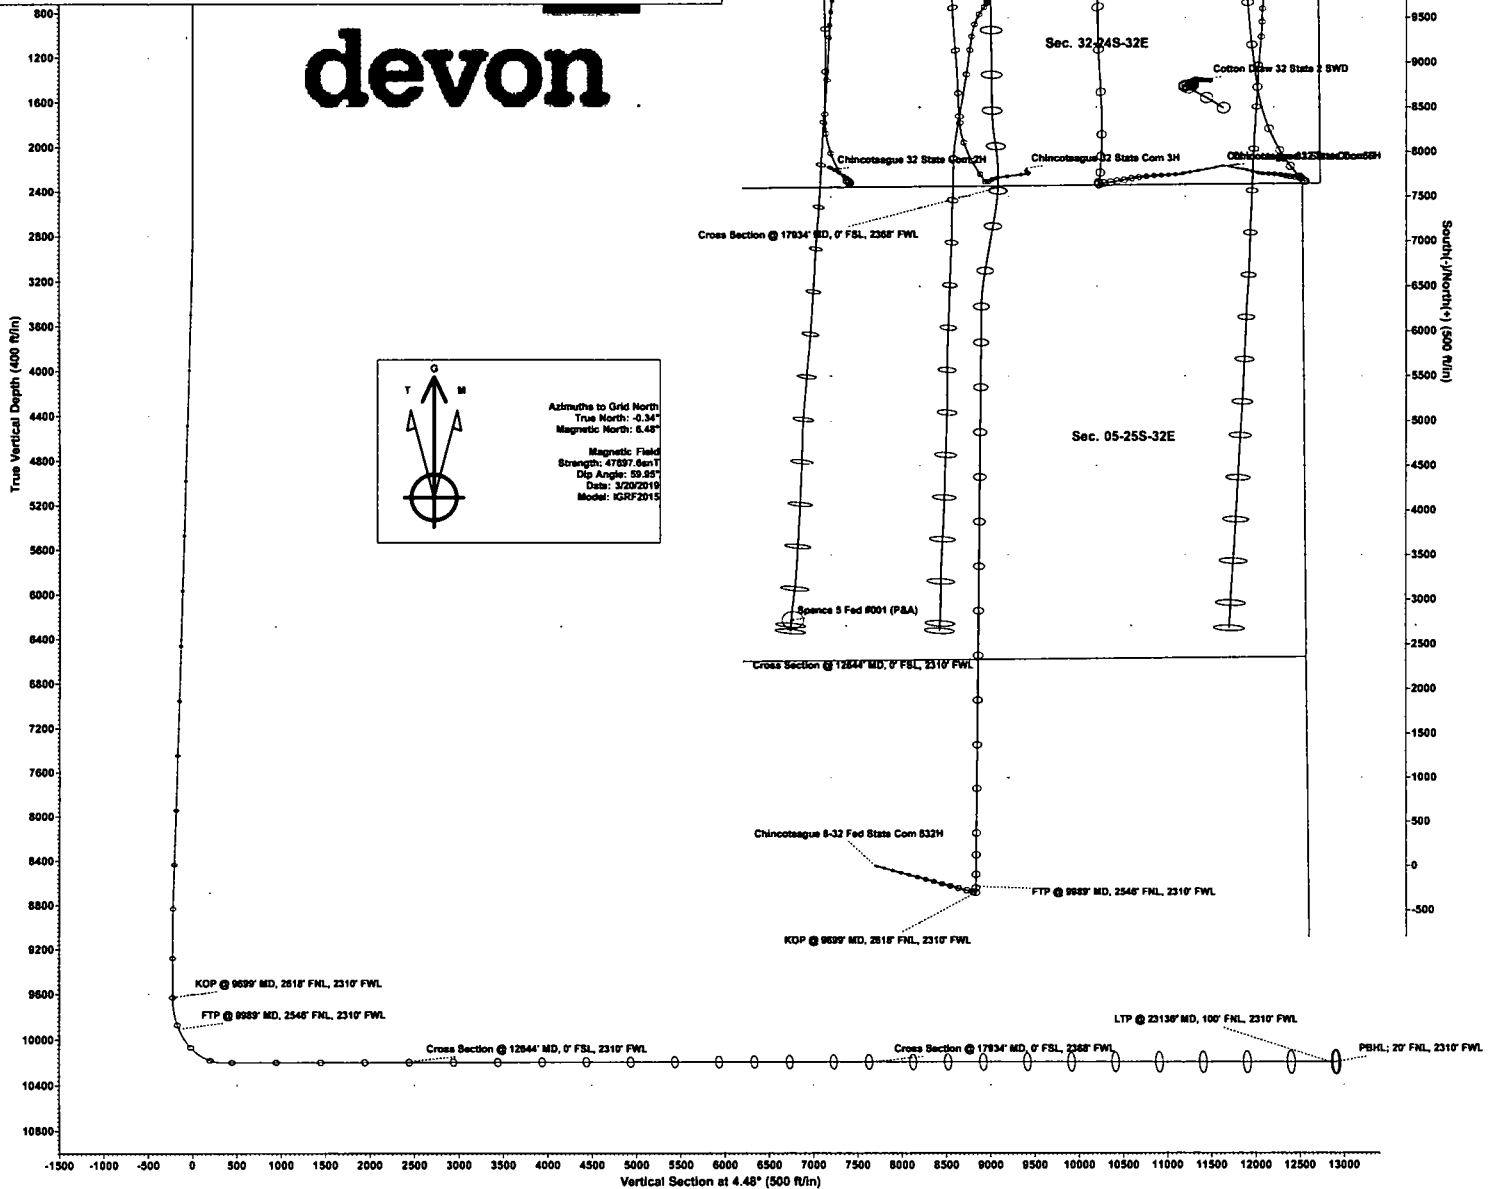 devon
Sec. 32-24S-32E
Cotton Draw 32 State 2 SWD
Chincoteague 32 State Com 2H
Chincoteague 32 State Com 3H
Cross Section @ 17934' MD, 0' FSL, 2368' FWL
G
T
M
Azimuths to Grid North
True North: -0.34°
Magnetic North: 6.48°
Magnetic Field
Strength: 47697.6snT
Dip Angle: 59.95°
Date: 3/20/2019
Model: IGRF2015
Sec. 05-25S-32E
Spence 5 Fed #001 (P&A)
Cross Section @ 12644' MD, 0' FSL, 2310' FWL
Chincoteague 8-32 Fed State Com 632H
FTP @ 9989' MD, 2546' FNL, 2310' FWL
KOP @ 9699' MD, 2618' FNL, 2310' FWL
KOP @ 9699' MD, 2618' FNL, 2310' FWL
FTP @ 9989' MD, 2546' FNL, 2310' FWL
LTP @ 23136' MD, 100' FNL, 2310' FWL
Cross Section @ 12644' MD, 0' FSL, 2310' FWL
Cross Section @ 17934' MD, 0' FSL, 2368' FWL
PBHL; 20' FNL, 2310' FWL
True Vertical Depth (400 ft/in)
800
1200
1600
2000
2400
2800
3200
3600
4000
4400
4800
5200
5600
6000
6400
6800
7200
7600
8000
8400
8800
9200
9600
10000
10400
10800
South(-)/North(+) (500 ft/in)
9500
9000
8500
8000
7500
7000
6500
6000
5500
5000
4500
4000
3500
3000
2500
2000
1500
1000
500
0
-500
-1500 -1000 -500 0 500 1000 1500 2000 2500 3000 3500 4000 4500 5000 5500 6000 6500 7000 7500 8000 8500 9000 9500 10000 10500 11000 11500 12000 12500 13000
Vertical Section at 4.48° (500 ft/in)